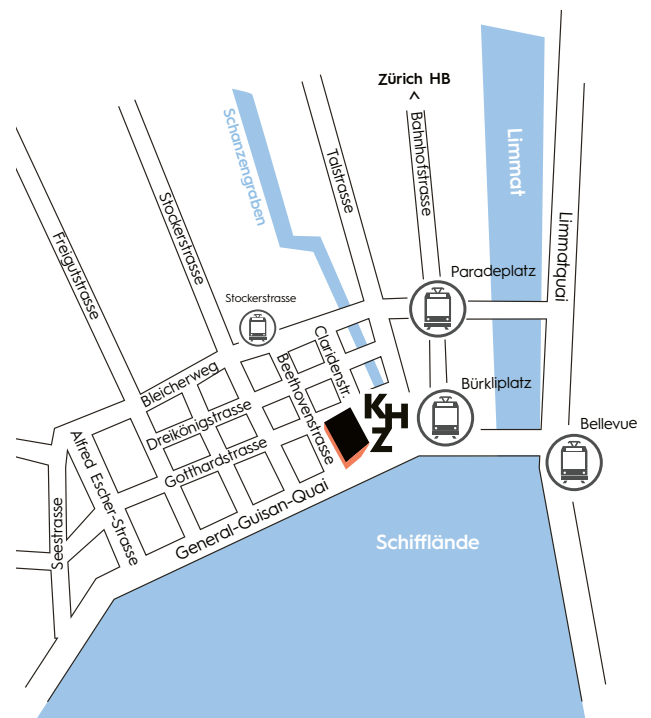 Zürich HB
Schanzengraben
Bahnhofstrasse
Limmat
Talstrasse
Stockerstrasse
Limmatquai
Freigutstrasse
Paradeplatz
Stockerstrasse
Claridenstr.
Beethovenstrasse
Bleicherweg
Bürkliplatz
KH
Z
Dreikönigstrasse
Bellevue
Gotthardstrasse
Alfred Escher-Strasse
General-Guisan-Quai
Seestrasse
Schifflände